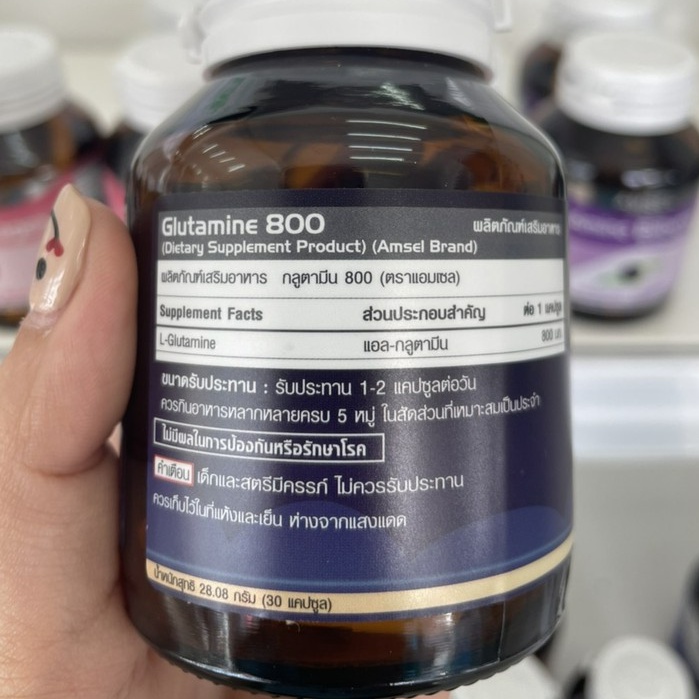 Glutamine 800 ผลิตภัณฑ์เสริมอาหาร
(Dietary Supplement Product) (Amsel Brand)
ผลิตภัณฑ์เสริมอาหาร กลูตามีน 800 (ตราแอมเซล)
Supplement Facts ส่วนประกอบสำคัญ ต่อ 1 แคปซูล
L-Glutamine แอล-กลูตามีน 800 มก.
ขนาดรับประทาน : รับประทาน 1-2 แคปซูลต่อวัน
ควรกินอาหารหลากหลายครบ 5 หมู่ ในสัดส่วนที่เหมาะสมเป็นประจำ
ไม่มีผลในการป้องกันหรือรักษาโรค
คำเตือน เด็กและสตรีมีครรภ์ ไม่ควรรับประทาน
ควรเก็บไว้ในที่แห้งและเย็น ห่างจากแสงแดด
น้ำหนักสุทธิ 28.08 กรัม (30 แคปซูล)